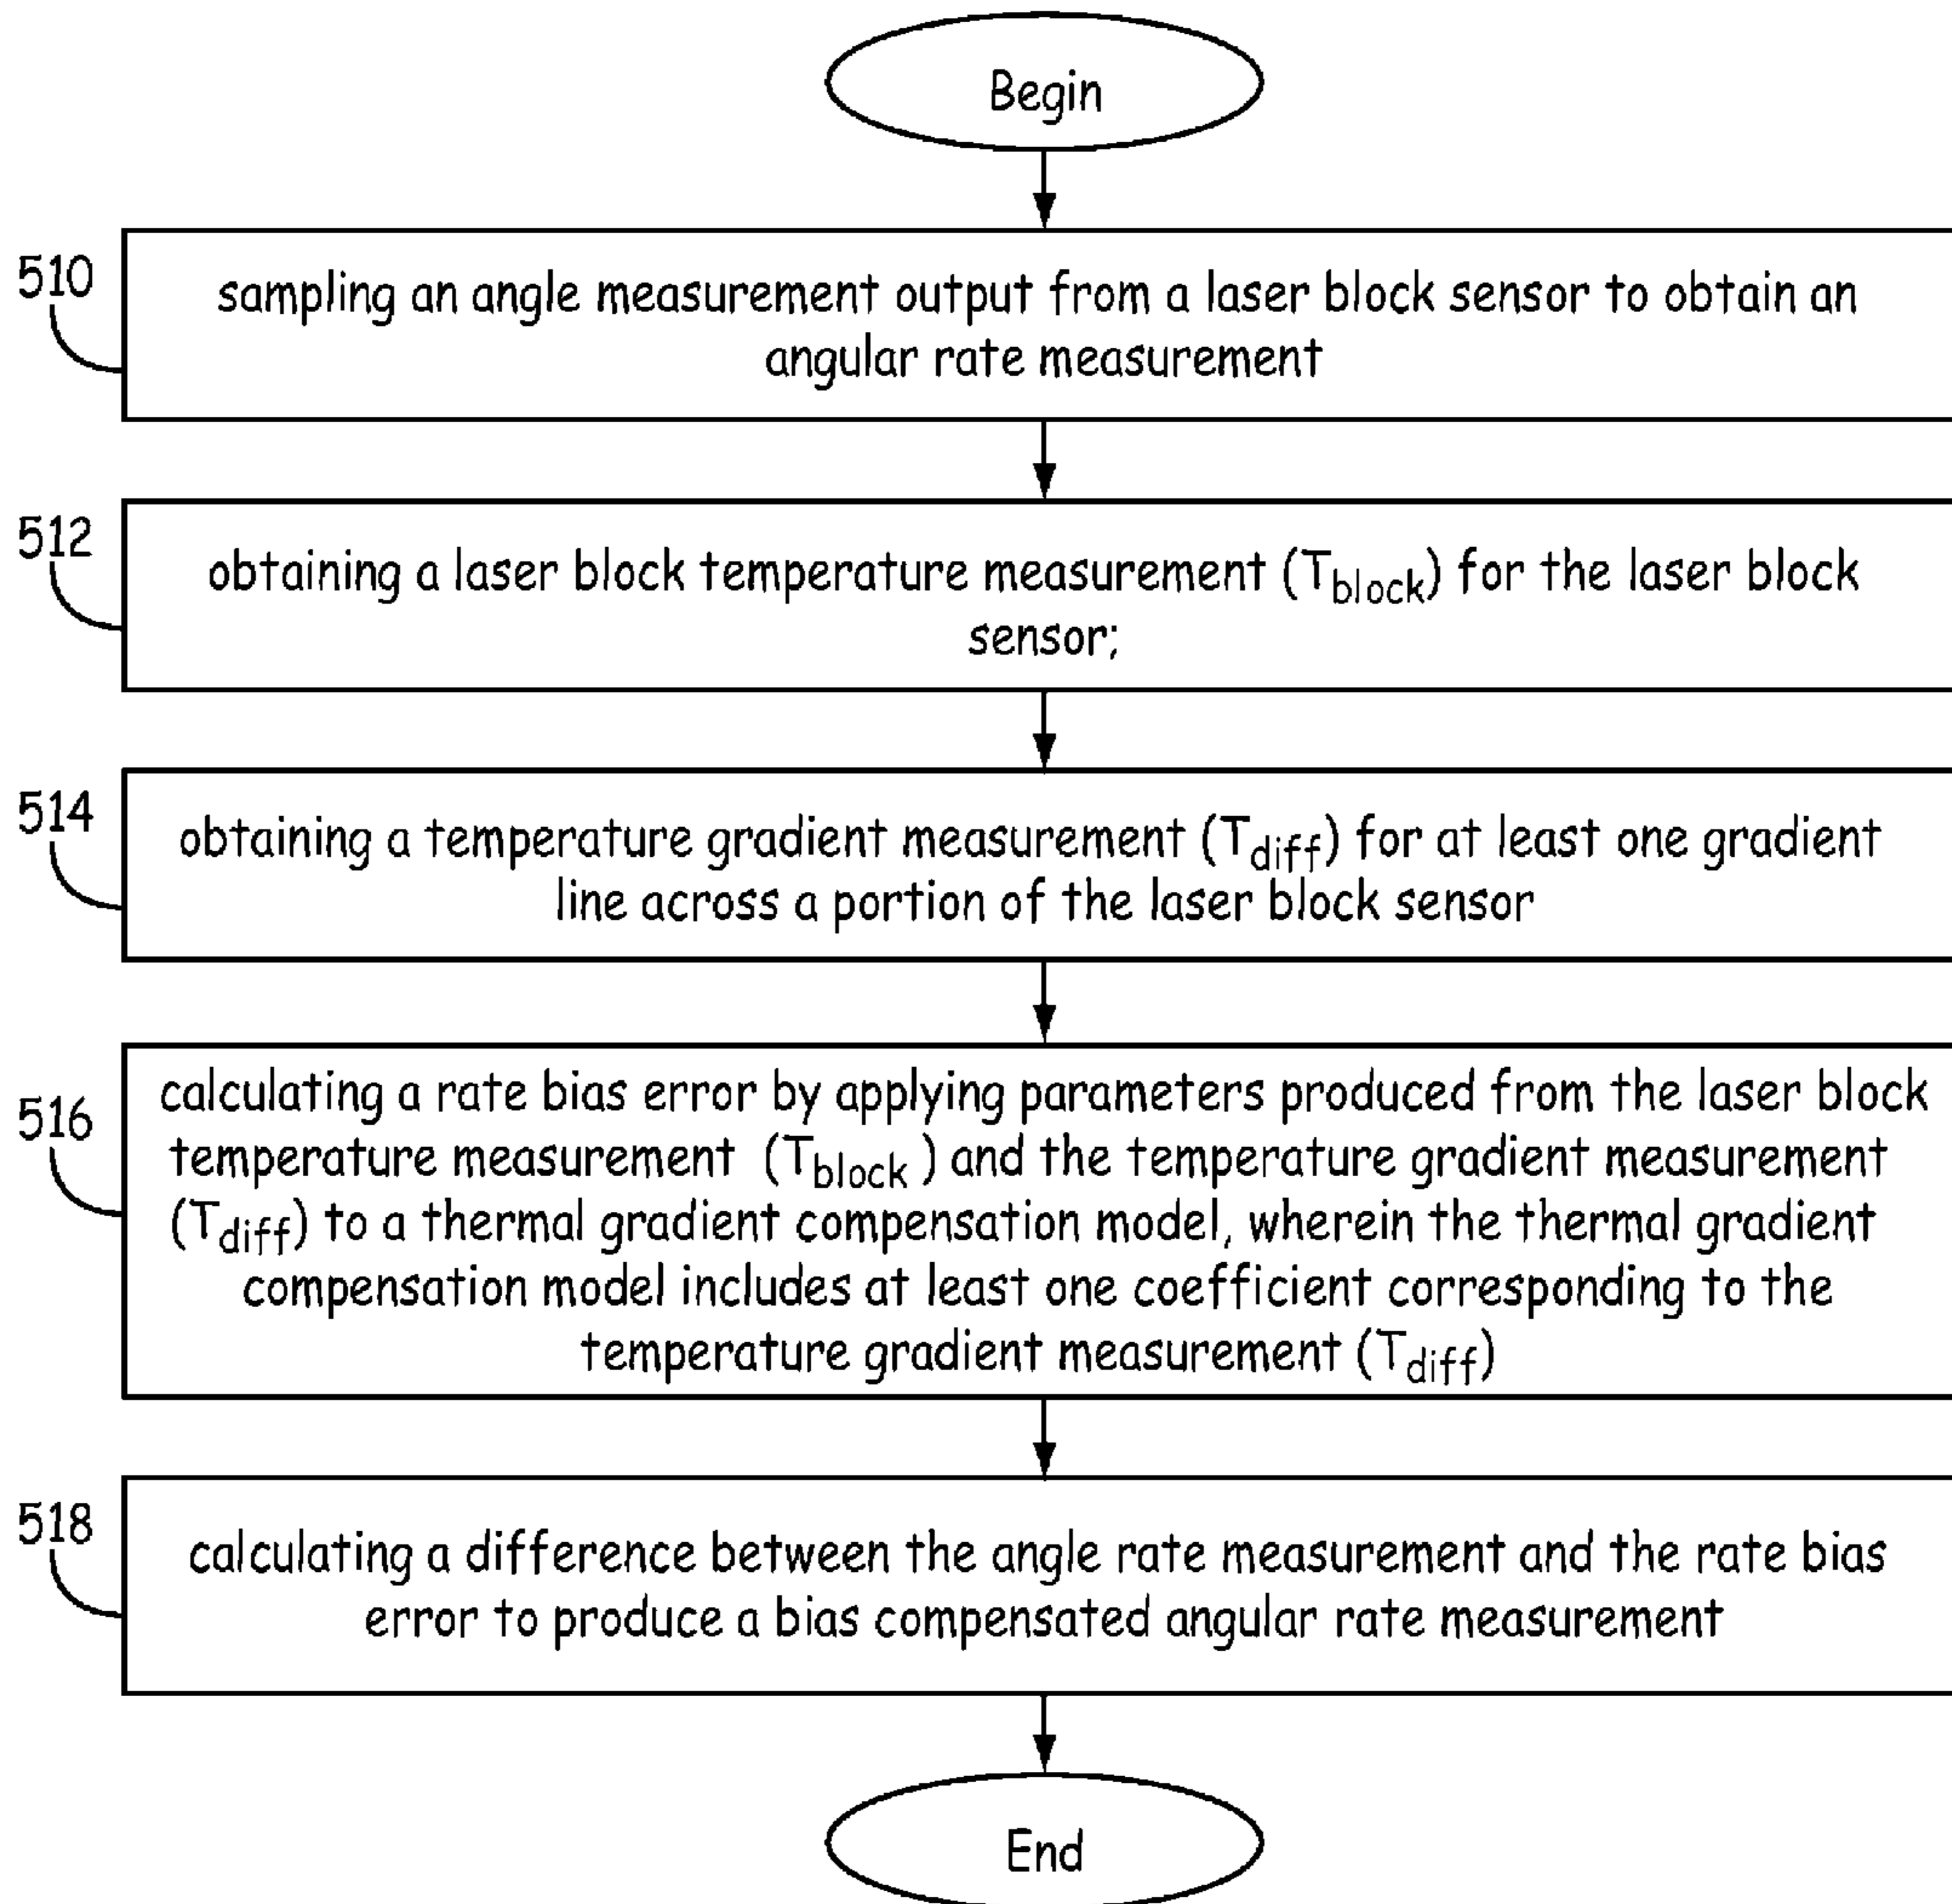 Begin
510
sampling an angle measurement output from a laser block sensor to obtain an
angular rate measurement
512
obtaining a laser block temperature measurement (Tblock) for the laser block
sensor;
514
obtaining a temperature gradient measurement (Tdiff) for at least one gradient
line across a portion of the laser block sensor
516
calculating a rate bias error by applying parameters produced from the laser block
temperature measurement (Tblock) and the temperature gradient measurement
(Tdiff) to a thermal gradient compensation model, wherein the thermal gradient
compensation model includes at least one coefficient corresponding to the
temperature gradient measurement (Tdiff)
518
calculating a difference between the angle rate measurement and the rate bias
error to produce a bias compensated angular rate measurement
End